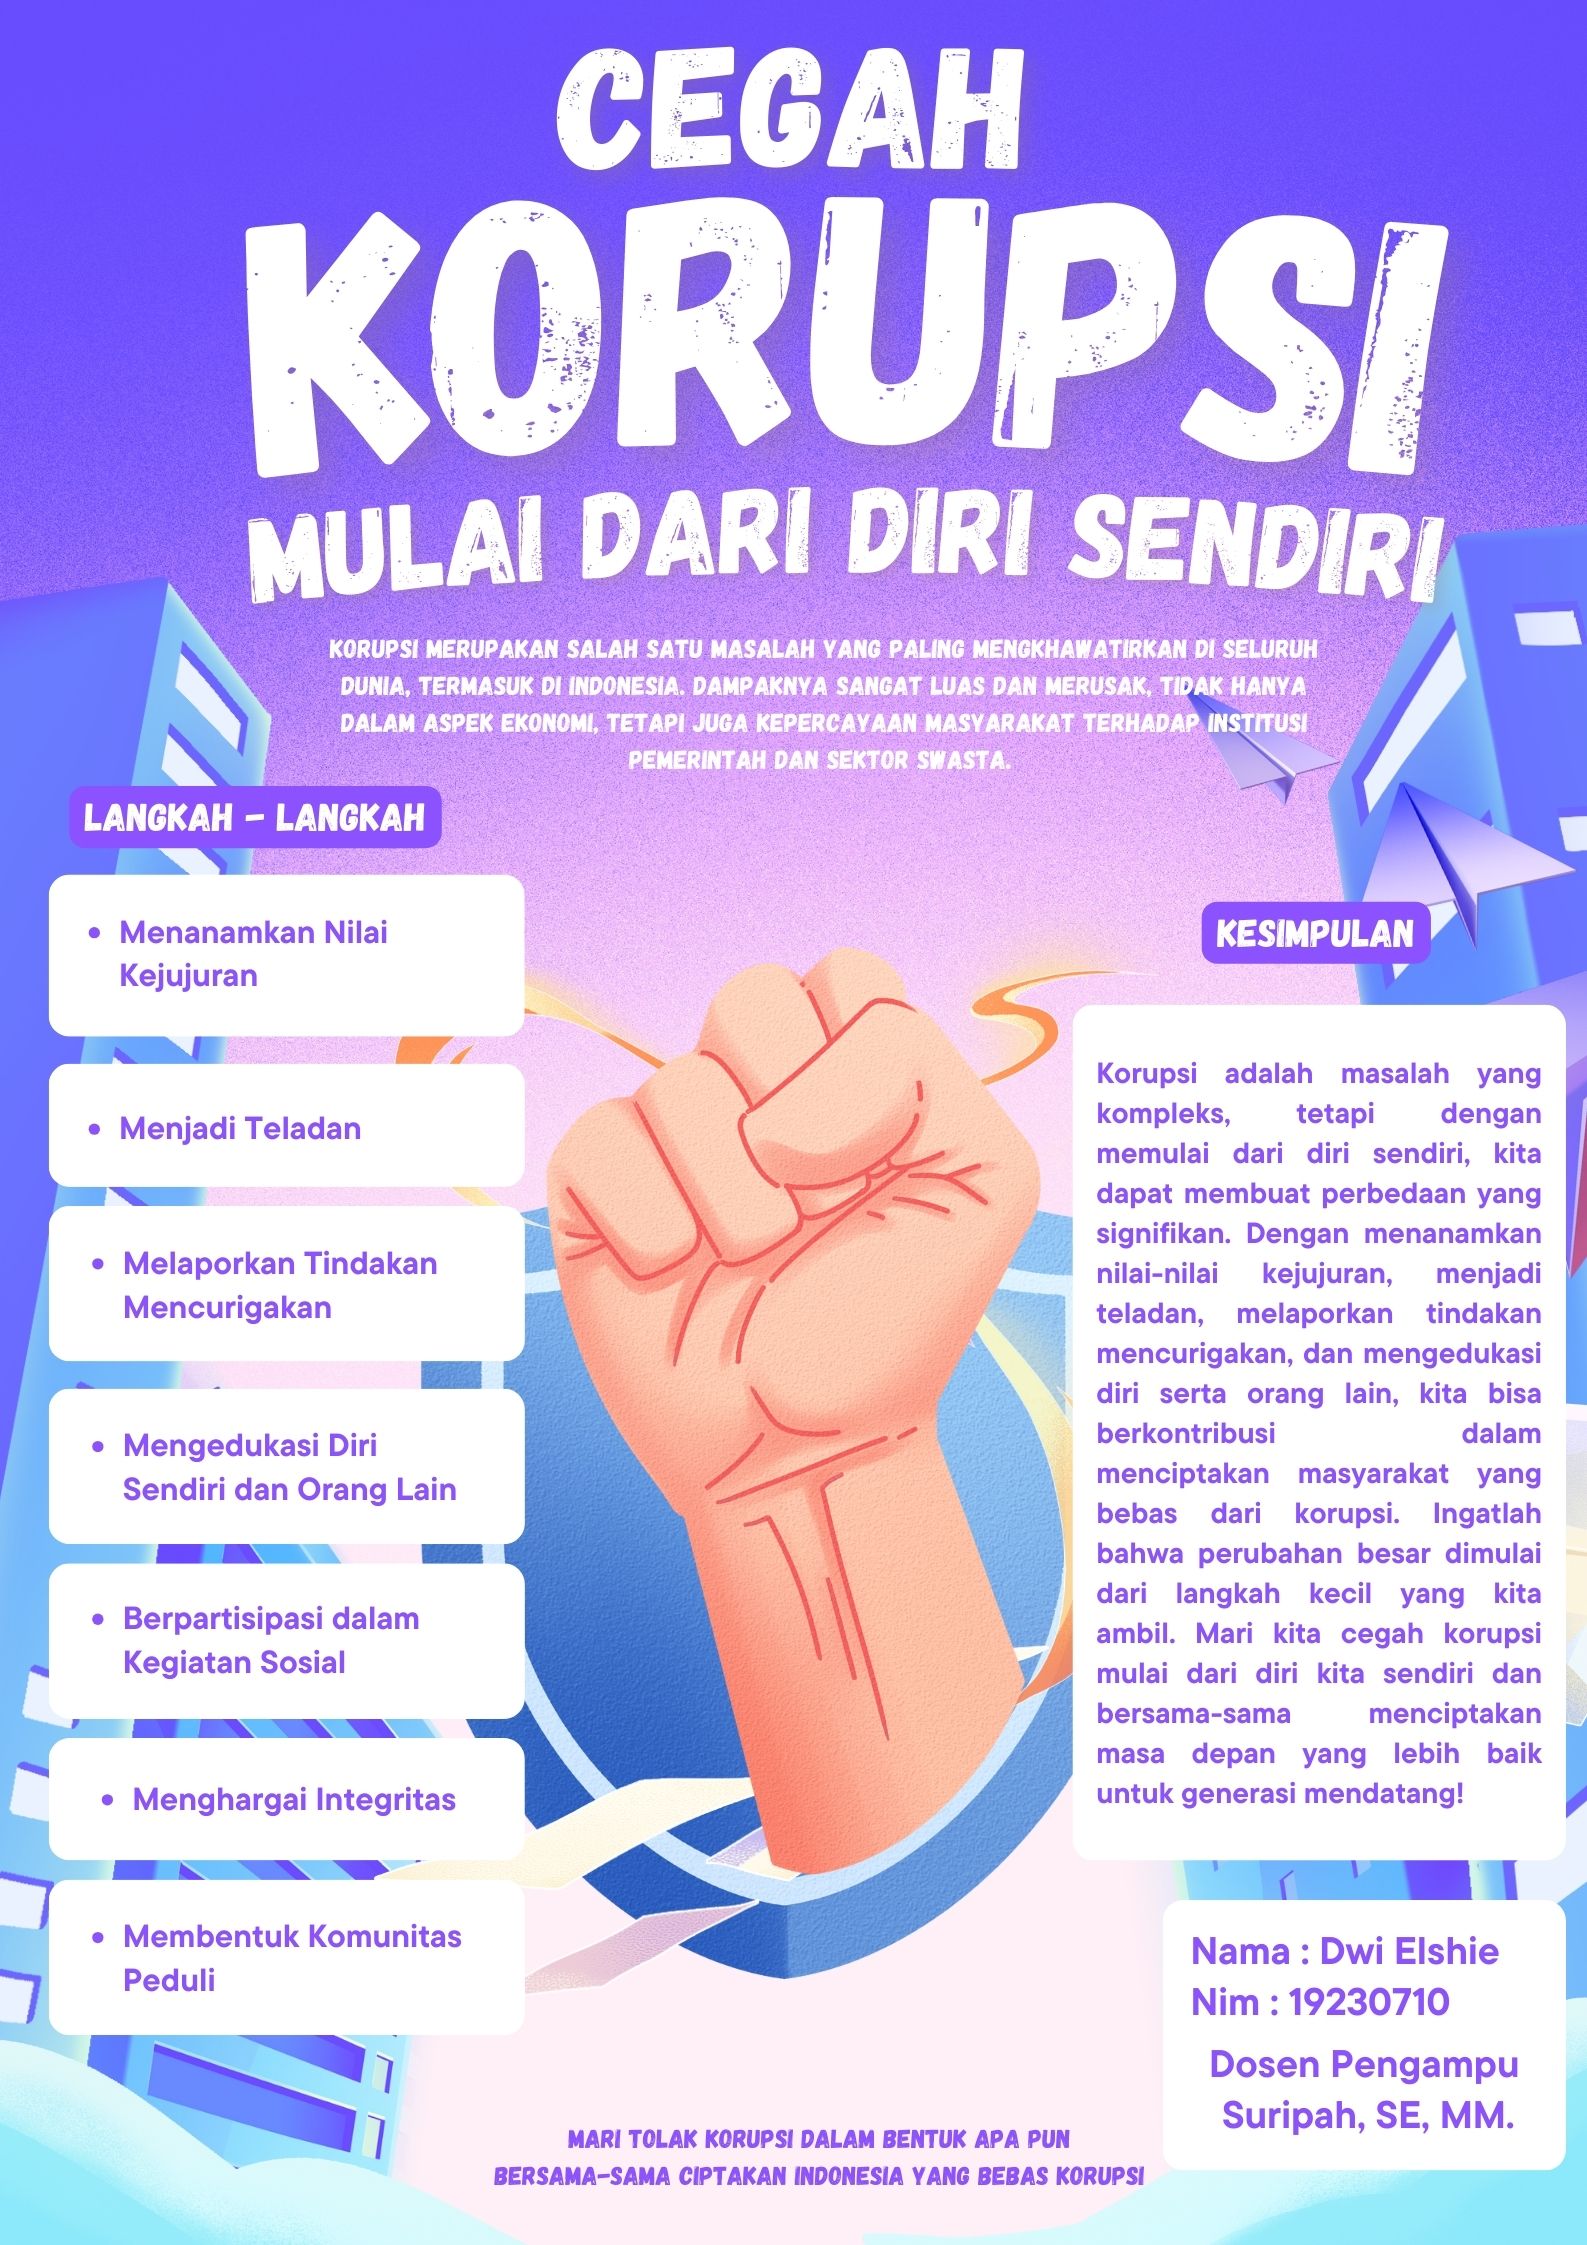 CEGAH
KORUPSI
MULAI DARI DIRI SENDIRI
KORUPSI MERUPAKAN SALAH SATU MASALAH YANG PALING MENGKHAWATIRKAN DI SELURUH
DUNIA, TERMASUK DI INDONESIA. DAMPAKNYA SANGAT LUAS DAN MERUSAK, TIDAK HANYA
DALAM ASPEK EKONOMI, TETAPI JUGA KEPERCAYAAN MASYARAKAT TERHADAP INSTITUSI
PEMERINTAH DAN SEKTOR SWASTA.
LANGKAH - LANGKAH
• Menanamkan Nilai
Kejujuran
• Menjadi Teladan
• Melaporkan Tindakan
Mencurigakan
• Mengedukasi Diri
Sendiri dan Orang Lain
• Berpartisipasi dalam
Kegiatan Sosial
• Menghargai Integritas
• Membentuk Komunitas
Peduli
KESIMPULAN
Korupsi adalah masalah yang
kompleks, tetapi dengan
memulai dari diri sendiri, kita
dapat membuat perbedaan yang
signifikan. Dengan menanamkan
nilai-nilai kejujuran, menjadi
teladan, melaporkan tindakan
mencurigakan, dan mengedukasi
diri serta orang lain, kita bisa
berkontribusi dalam
menciptakan masyarakat yang
bebas dari korupsi. Ingatlah
bahwa perubahan besar dimulai
dari langkah kecil yang kita
ambil. Mari kita cegah korupsi
mulai dari diri kita sendiri dan
bersama-sama menciptakan
masa depan yang lebih baik
untuk generasi mendatang!
Nama : Dwi Elshie
Nim : 19230710
Dosen Pengampu
Suripah, SE, MM.
MARI TOLAK KORUPSI DALAM BENTUK APA PUN
BERSAMA-SAMA CIPTAKAN INDONESIA YANG BEBAS KORUPSI